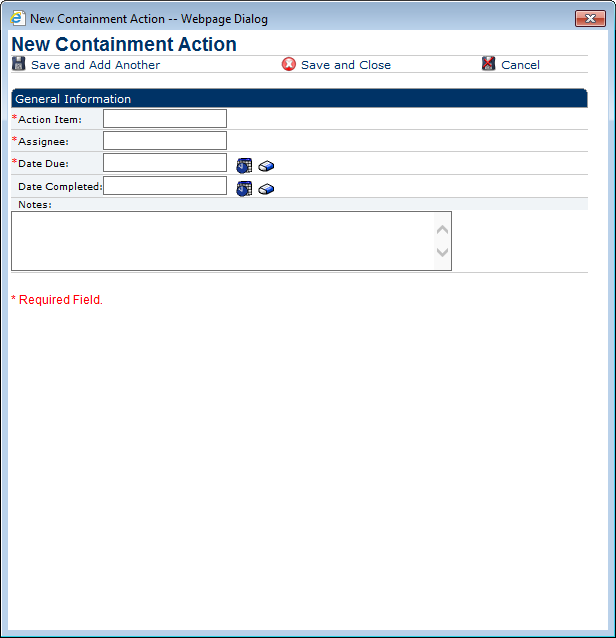 New Containment Action -- Webpage Dialog
New Containment Action
Save and Add Another Save and Close Cancel
General Information
*Action Item:
*Assignee:
*Date Due:
Date Completed:
Notes:
* Required Field.